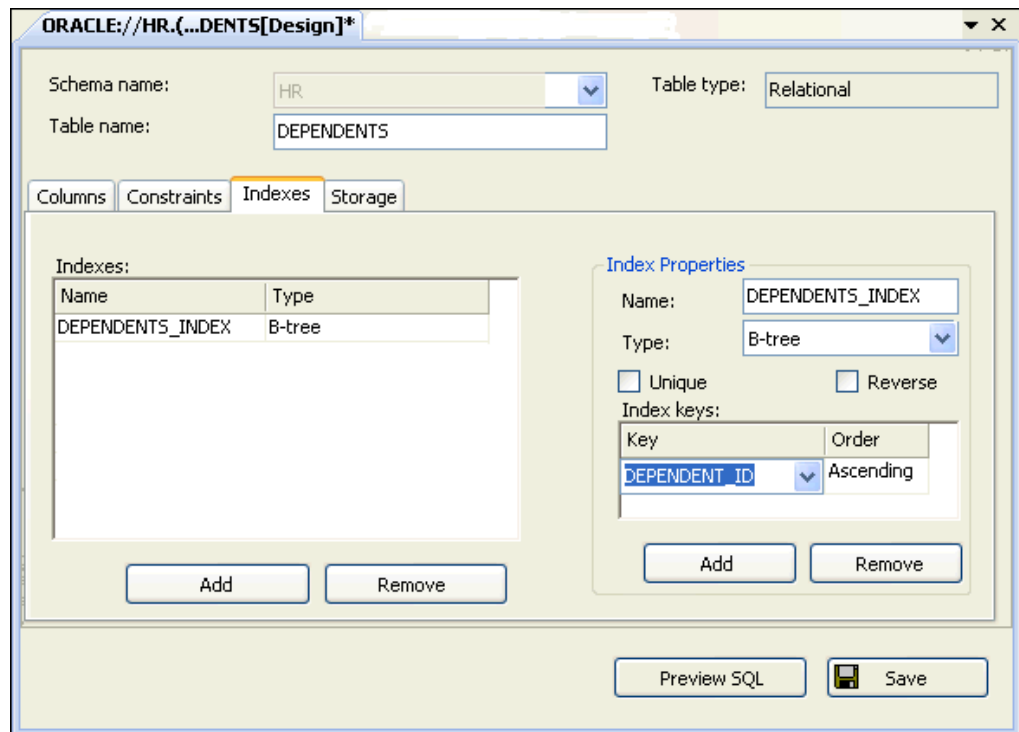 ORACLE://HR.(...DENTS[Design]*
Schema name: HR Table type: Relational
Table name: DEPENDENTS
Columns Constraints Indexes Storage
Indexes:
Name Type
DEPENDENTS_INDEX B-tree
Add Remove
Index Properties
Name: DEPENDENTS_INDEX
Type: B-tree
Unique Reverse
Index keys:
Key Order
DEPENDENT_ID Ascending
Add Remove
Preview SQL Save